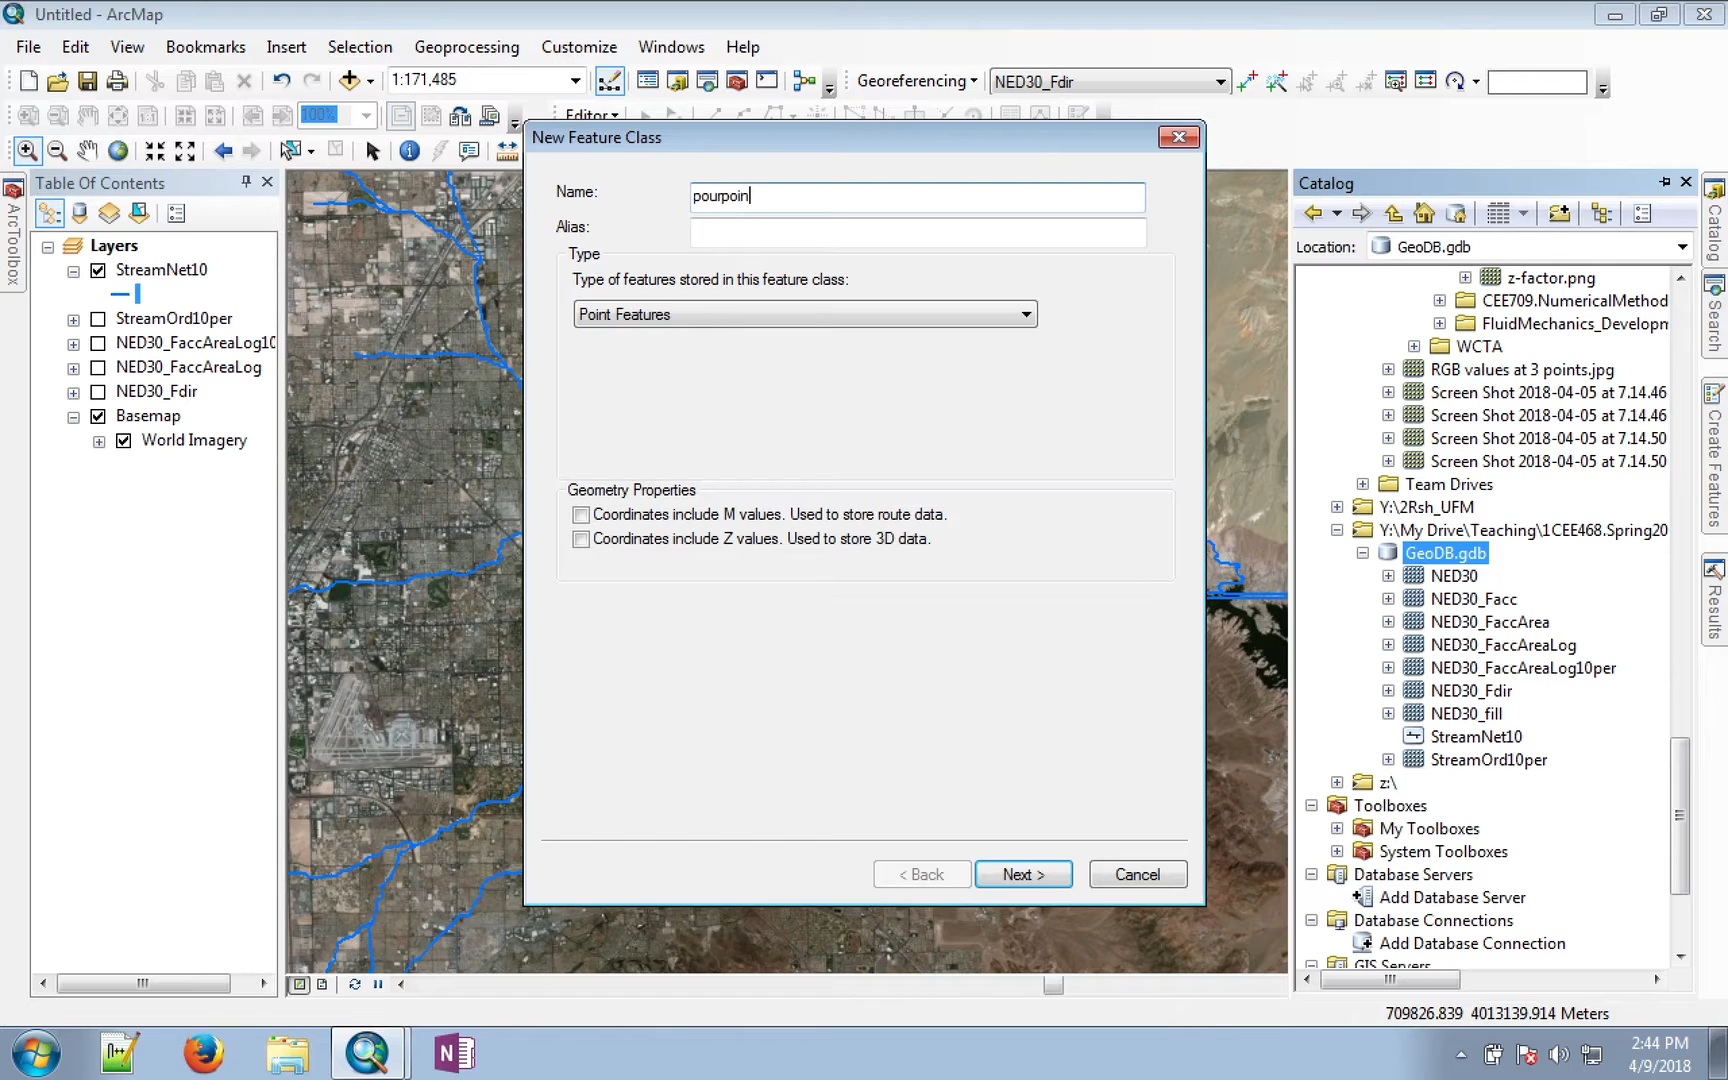 Untitled - ArcMap
File Edit View Bookmarks Insert Selection Geoprocessing Customize Windows Help
1:171,485
Georeferencing
NED30_Fdir
100%
Editor
Table Of Contents
ArcToolbox
Layers
StreamNet10
StreamOrd10per
NED30_FaccAreaLog10
NED30_FaccAreaLog
NED30_Fdir
Basemap
World Imagery
New Feature Class
Name:
pourpoin
Alias:
Type
Type of features stored in this feature class:
Point Features
Geometry Properties
Coordinates include M values. Used to store route data.
Coordinates include Z values. Used to store 3D data.
< Back
Next >
Cancel
Catalog
Location: GeoDB.gdb
z-factor.png
CEE709.NumericalMethod
FluidMechanics_Developm
WCTA
RGB values at 3 points.jpg
Screen Shot 2018-04-05 at 7.14.46
Screen Shot 2018-04-05 at 7.14.46
Screen Shot 2018-04-05 at 7.14.50
Screen Shot 2018-04-05 at 7.14.50
Team Drives
Y:\2Rsh_UFM
Y:\My Drive\Teaching\1CEE468.Spring20
GeoDB.gdb
NED30
NED30_Facc
NED30_FaccArea
NED30_FaccAreaLog
NED30_FaccAreaLog10per
NED30_Fdir
NED30_fill
StreamNet10
StreamOrd10per
z:\
Toolboxes
My Toolboxes
System Toolboxes
Database Servers
Add Database Server
Database Connections
Add Database Connection
GIS Servers
Catalog
Search
Create Features
Results
709826.839 4013139.914 Meters
n++
N
2:44 PM
4/9/2018